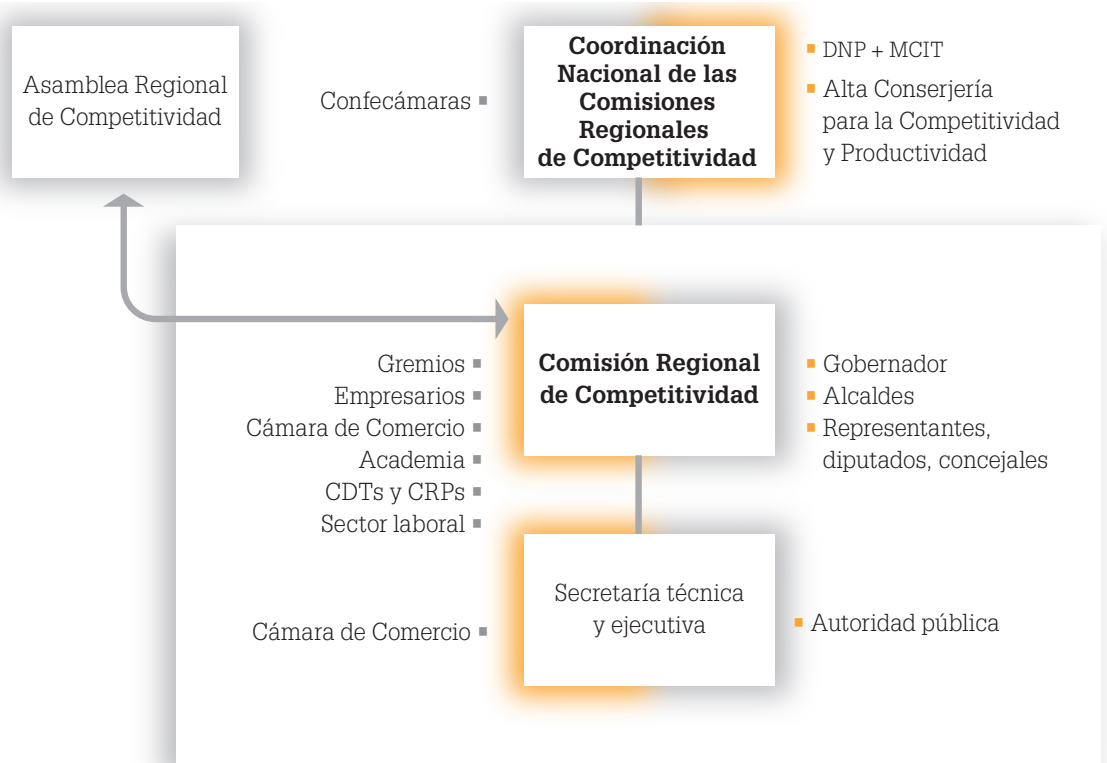 Asamblea Regional
de Competitividad
Confecámaras
Coordinación
Nacional de las
Comisiones
Regionales
de Competitividad
DNP + MCIT
Alta Conserjería
para la Competitividad
y Productividad
Gremios
Empresarios
Cámara de Comercio
Academia
CDTs y CRPs
Sector laboral
Comisión Regional
de Competitividad
Gobernador
Alcaldes
Representantes,
diputados, concejales
Cámara de Comercio
Secretaría técnica
y ejecutiva
Autoridad pública